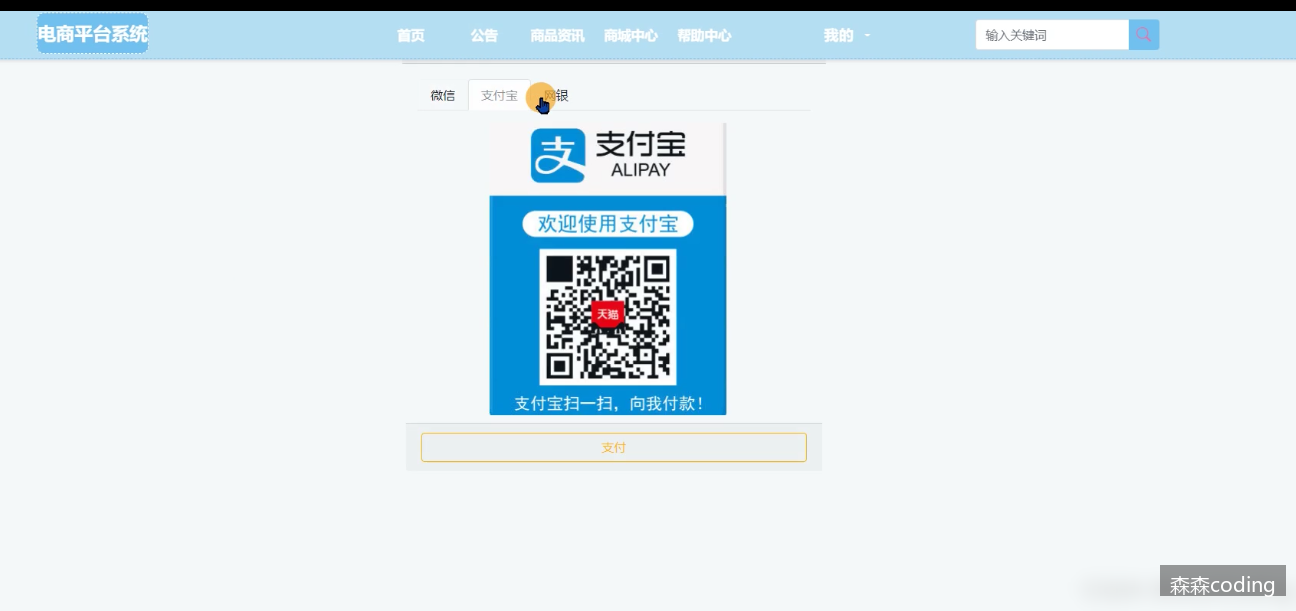 电商平台系统
首页 公告 商品资讯 商城中心 帮助中心 我的
输入关键词
微信 支付宝 网银
支付宝
ALIPAY
欢迎使用支付宝
天猫
支付宝扫一扫，向我付款！
支付
森森coding